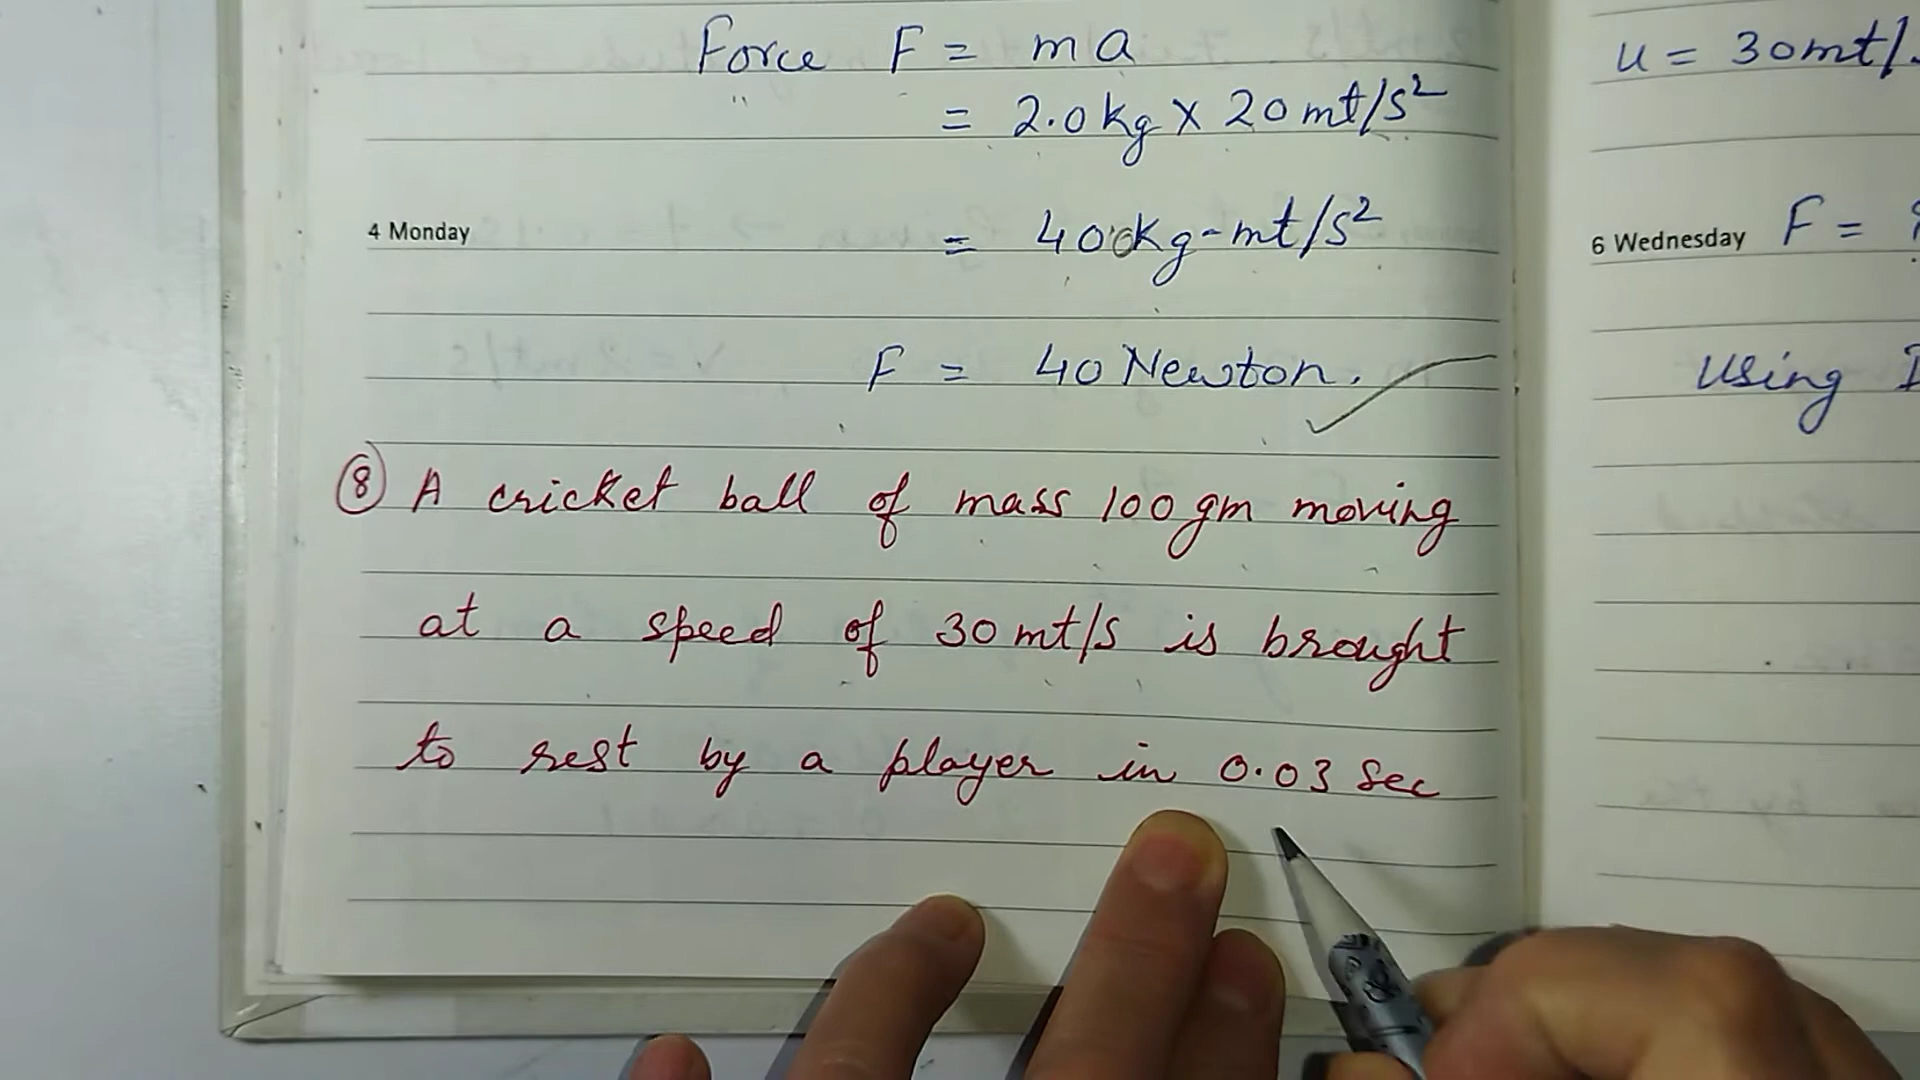 Force F = ma
= 2.0 kg x 20 mt/s²
4 Monday
= 40 kg-mt/s²
F = 40 Newton.
⑧ A cricket ball of mass 100 gm moving
at a speed of 30 mt/s is brought
to rest by a player in 0.03 sec
u = 30mt/
6 Wednesday F =
Using